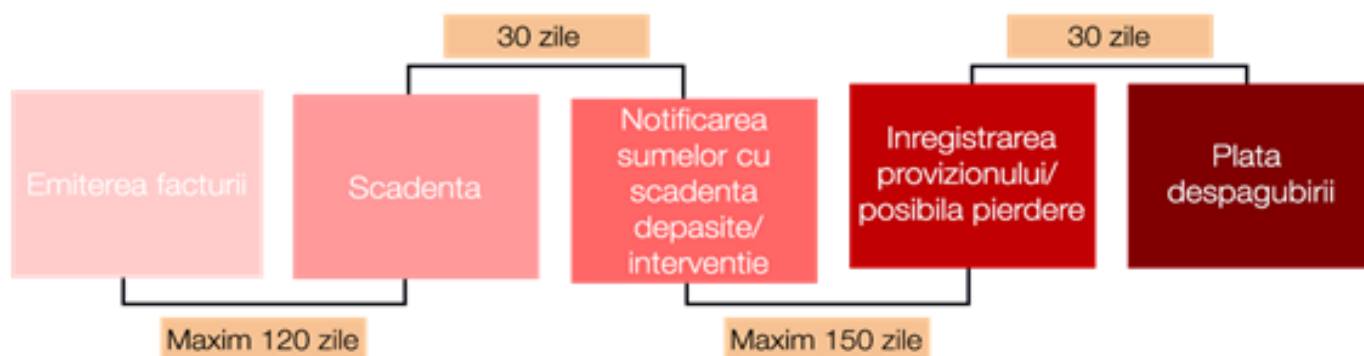 30 zile
30 zile
Emiterea facturii
Scadenta
Notificarea
sumelor cu
scadenta
depasite/
interventie
Inregistrarea
provizionului/
posibila pierdere
Plata
despagubirii
Maxim 120 zile
Maxim 150 zile